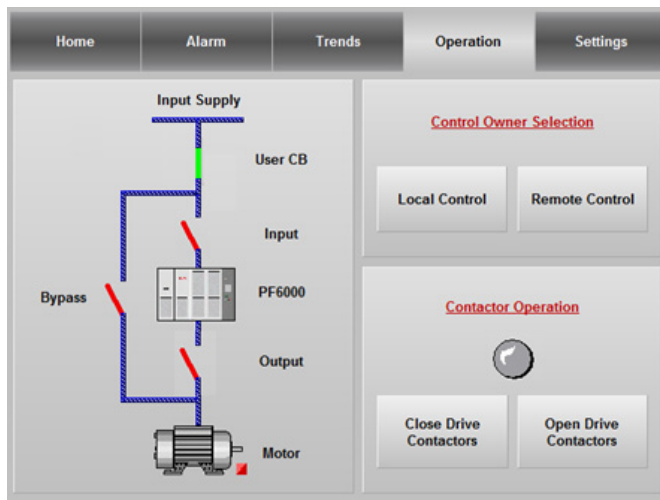 Home
Alarm
Trends
Operation
Settings
Input Supply
User CB
Input
Bypass
PF6000
Output
Motor
Control Owner Selection
Local Control
Remote Control
Contactor Operation
Close Drive
Contactors
Open Drive
Contactors